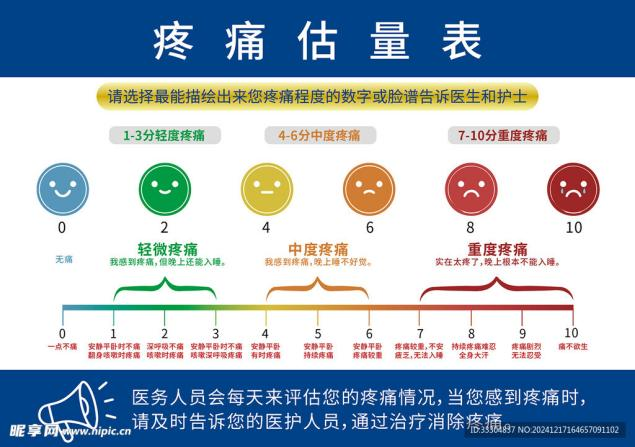 疼痛估量表
请选择最能描绘出来您疼痛程度的数字或脸谱告诉医生和护士
1-3分轻度疼痛 4-6分中度疼痛 7-10分重度疼痛
0 2 4 6 8 10
无痛
轻微疼痛 中度疼痛 重度疼痛
我感到疼痛,但晚上还能入睡。 我感到疼痛,晚上睡不好觉。 实在太疼了,晚上根本不能入睡。
0 1 2 3 4 5 6 7 8 9 10
一点不痛 安静平卧时不痛 深呼吸不痛 安静平卧时不痛 安静平卧 安静平卧 安静平卧 疼痛较重,不安 持续疼痛难忍 疼痛剧烈 痛不欲生
翻身咳嗽时疼痛 咳嗽时疼痛 咳嗽深呼吸疼痛 有时疼痛 持续疼痛 疼痛较重 疲乏,无法入睡 全身大汗 无法忍受
医务人员会每天来评估您的疼痛情况,当您感到疼痛时,
请及时告诉您的医护人员,通过治疗消除疼痛。
昵享网 www.nipic.cn
NO:20241217164657091102